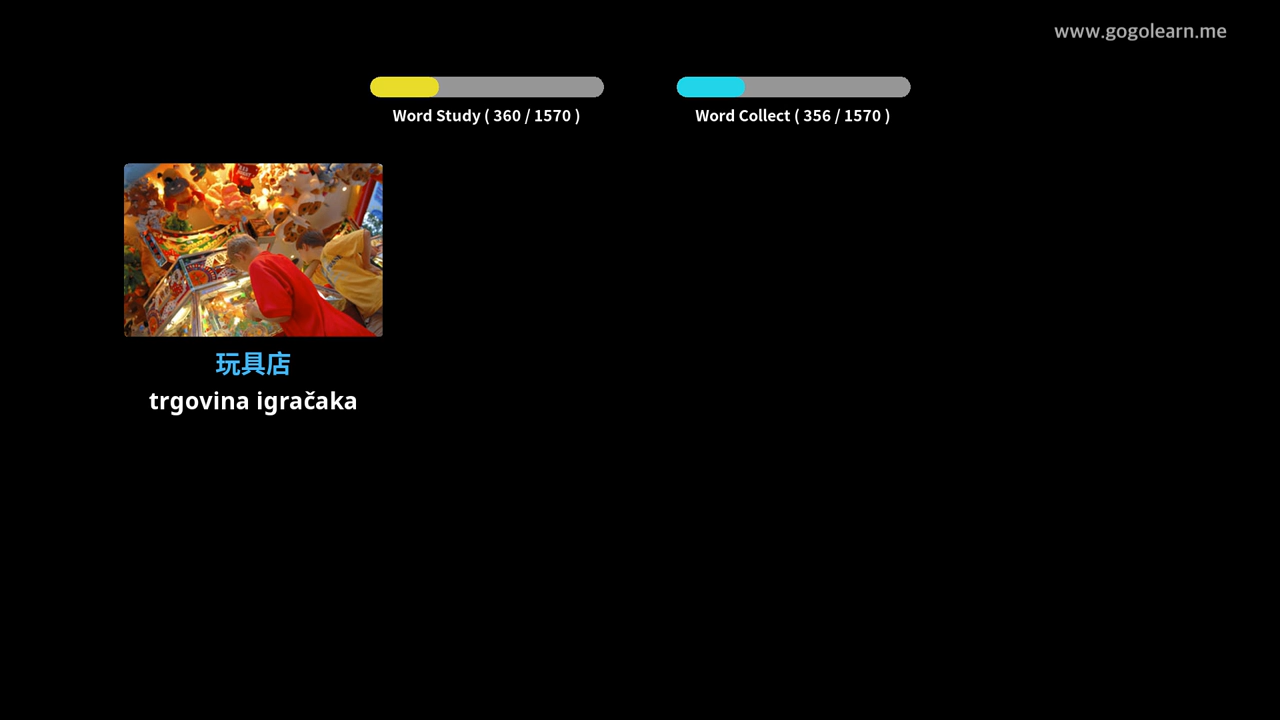 www.gogolearn.me
Word Study ( 360 / 1570 )
Word Collect ( 356 / 1570 )
玩具店
trgovina igračaka